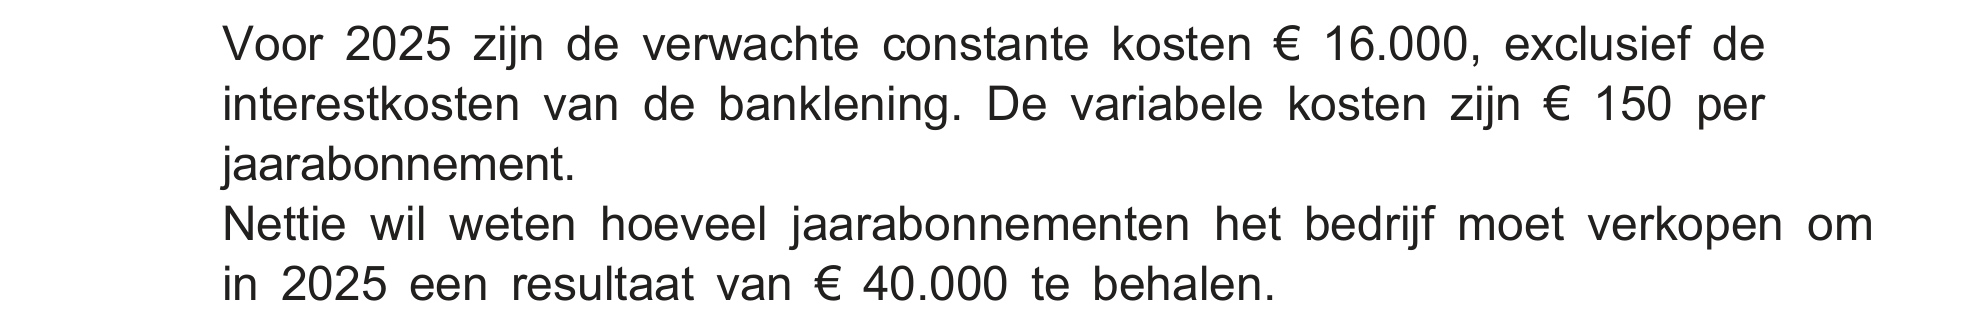 Voor 2025 zijn de verwachte constante kosten € 16.000, exclusief de
interestkosten van de banklening. De variabele kosten zijn € 150 per
jaarabonnement.
Nettie wil weten hoeveel jaarabonnementen het bedrijf moet verkopen om
in 2025 een resultaat van € 40.000 te behalen.